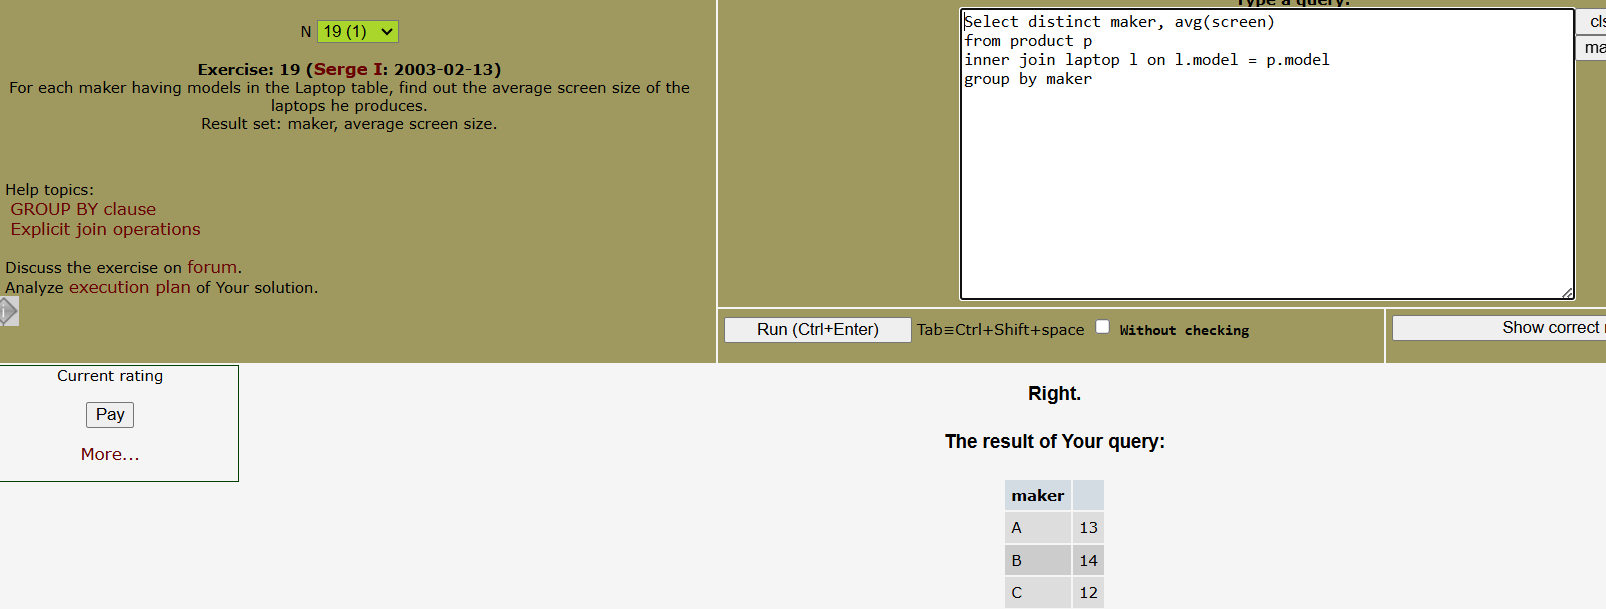 N 19 (1)
Exercise: 19 (Serge I: 2003-02-13)
For each maker having models in the Laptop table, find out the average screen size of the
laptops he produces.
Result set: maker, average screen size.
Help topics:
GROUP BY clause
Explicit join operations
Discuss the exercise on forum.
Analyze execution plan of Your solution.
Type a query:
Select distinct maker, avg(screen)
from product p
inner join laptop l on l.model = p.model
group by maker
cls
ma
Run (Ctrl+Enter) Tab≡Ctrl+Shift+space Without checking
Show correct
Current rating
Pay
More...
Right.
The result of Your query:
maker
A 13
B 14
C 12